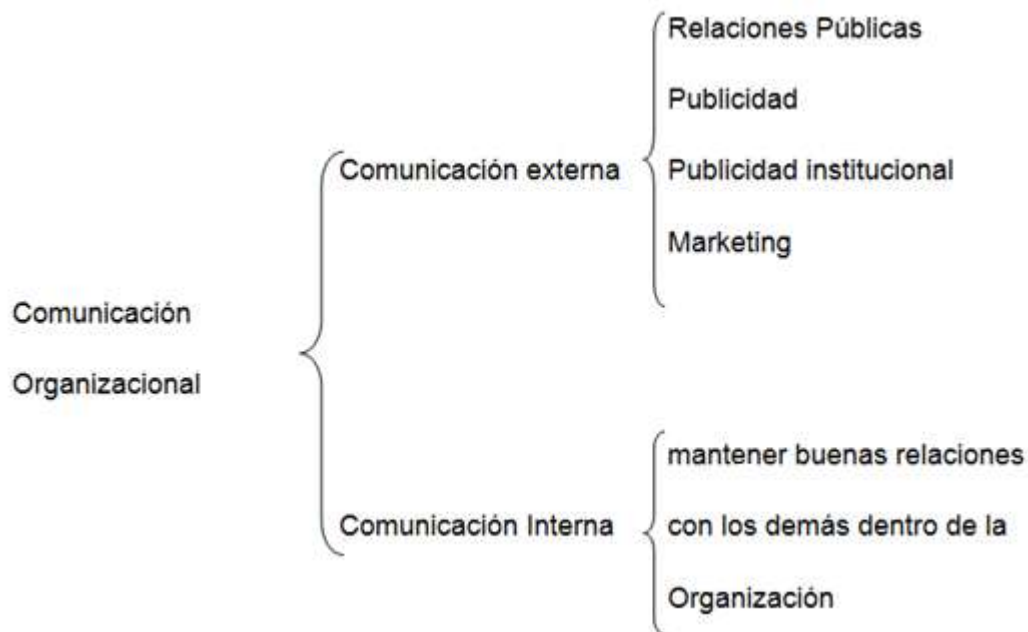 Comunicación
Organizacional
Comunicación externa
Relaciones Públicas
Publicidad
Publicidad institucional
Marketing
Comunicación Interna
mantener buenas relaciones
con los demás dentro de la
Organización